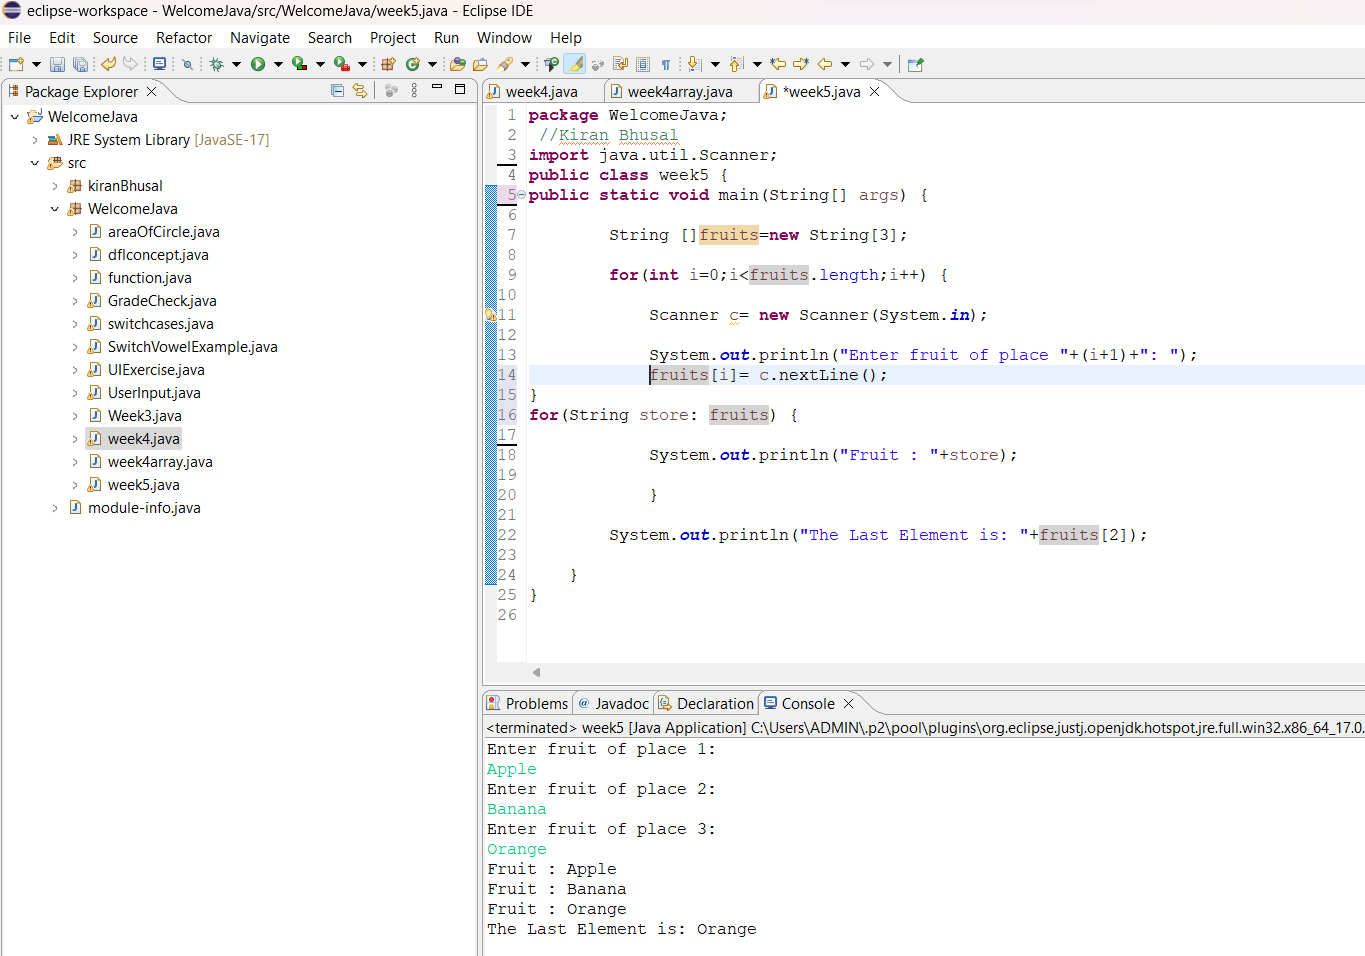 eclipse-workspace - WelcomeJava/src/WelcomeJava/week5.java - Eclipse IDE
File Edit Source Refactor Navigate Search Project Run Window Help
Package Explorer
WelcomeJava
JRE System Library [JavaSE-17]
src
kiranBhusal
WelcomeJava
areaOfCircle.java
dflconcept.java
function.java
GradeCheck.java
switchcases.java
SwitchVowelExample.java
UIExercise.java
UserInput.java
Week3.java
week4.java
week4array.java
week5.java
module-info.java
week4.java week4array.java *week5.java
1 package WelcomeJava;
2 //Kiran Bhusal
3 import java.util.Scanner;
4 public class week5 {
5 public static void main(String[] args) {
6
7 String []fruits=new String[3];
8
9 for(int i=0;i<fruits.length;i++) {
10
11 Scanner c= new Scanner(System.in);
12
13 System.out.println("Enter fruit of place "+(i+1)+": ");
14 fruits[i]= c.nextLine();
15 }
16 for(String store: fruits) {
17
18 System.out.println("Fruit : "+store);
19
20 }
21
22 System.out.println("The Last Element is: "+fruits[2]);
23
24 }
25 }
26
Problems @ Javadoc Declaration Console
<terminated> week5 [Java Application] C:\Users\ADMIN\.p2\pool\plugins\org.eclipse.justj.openjdk.hotspot.jre.full.win32.x86_64_17.0.
Enter fruit of place 1:
Apple
Enter fruit of place 2:
Banana
Enter fruit of place 3:
Orange
Fruit : Apple
Fruit : Banana
Fruit : Orange
The Last Element is: Orange